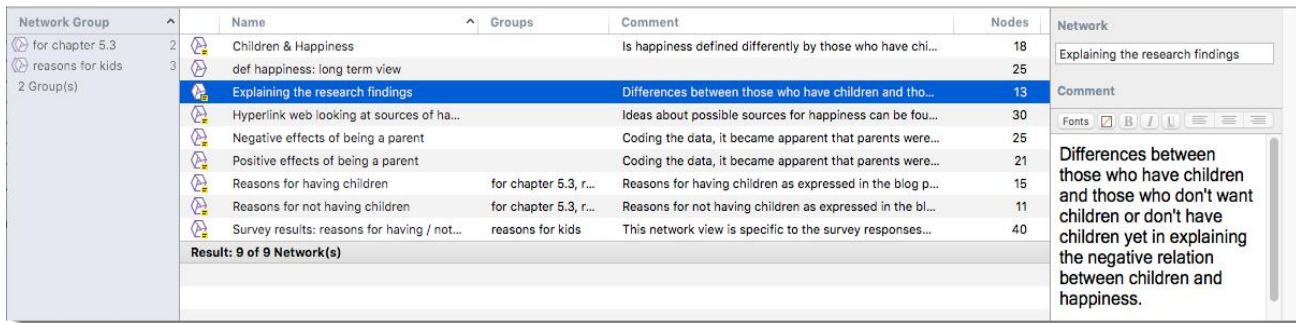 Network Group
for chapter 5.3 2
reasons for kids 3
2 Group(s)
Name Groups Comment Nodes
Children & Happiness Is happiness defined differently by those who have chi... 18
def happiness: long term view 25
Explaining the research findings Differences between those who have children and tho... 13
Hyperlink web looking at sources of ha... Ideas about possible sources for happiness can be fou... 30
Negative effects of being a parent Coding the data, it became apparent that parents were... 25
Positive effects of being a parent Coding the data, it became apparent that parents were... 21
Reasons for having children for chapter 5.3, r... Reasons for having children as expressed in the blog p... 15
Reasons for not having children for chapter 5.3, r... Reasons for not having children as expressed in the bl... 11
Survey results: reasons for having / not... reasons for kids This network view is specific to the survey responses... 40
Result: 9 of 9 Network(s)
Network
Explaining the research findings
Comment
Fonts B I U
Differences between
those who have children
and those who don't want
children or don't have
children yet in explaining
the negative relation
between children and
happiness.